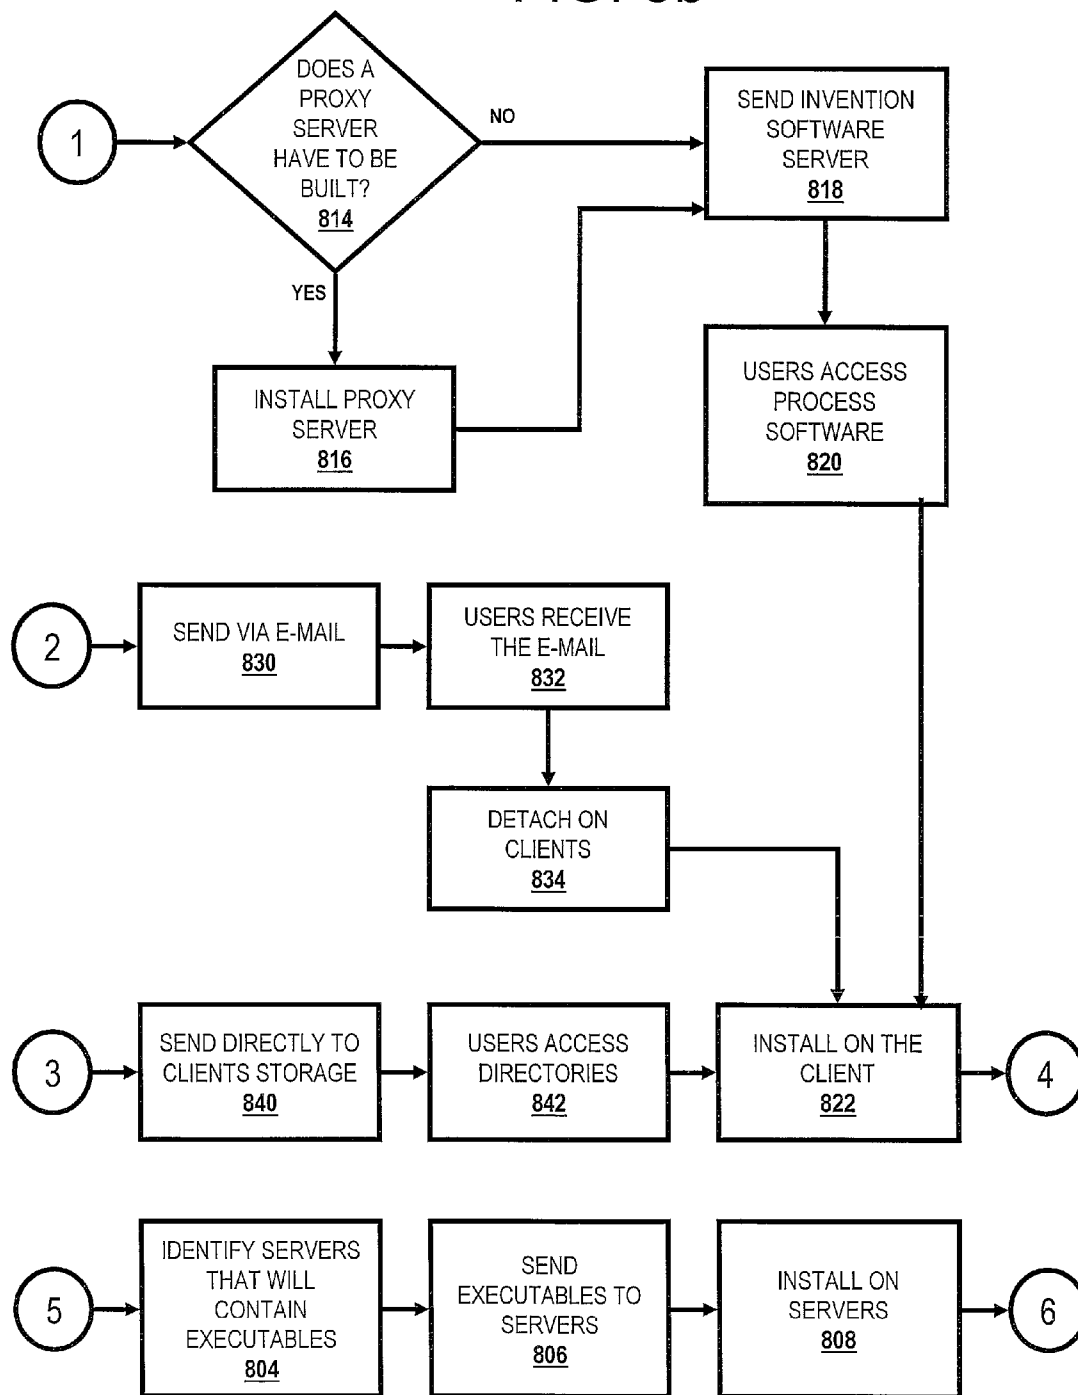 1
DOES A
PROXY
SERVER
HAVE TO BE
BUILT?
814
NO
SEND INVENTION
SOFTWARE
SERVER
818
YES
INSTALL PROXY
SERVER
816
USERS ACCESS
PROCESS
SOFTWARE
820
2
SEND VIA E-MAIL
830
USERS RECEIVE
THE E-MAIL
832
DETACH ON
CLIENTS
834
3
SEND DIRECTLY TO
CLIENTS STORAGE
840
USERS ACCESS
DIRECTORIES
842
INSTALL ON THE
CLIENT
822
4
5
IDENTIFY SERVERS
THAT WILL
CONTAIN
EXECUTABLES
804
SEND
EXECUTABLES TO
SERVERS
806
INSTALL ON
SERVERS
808
6